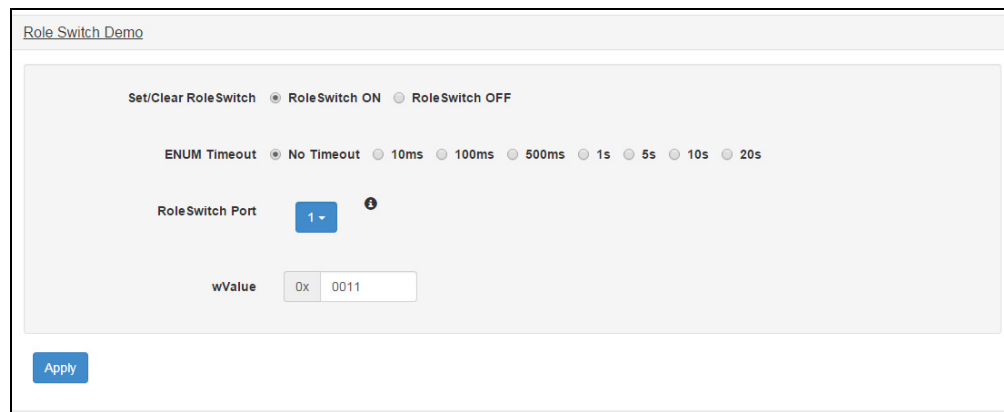 Role Switch Demo
Set/Clear RoleSwitch RoleSwitch ON RoleSwitch OFF
ENUM Timeout No Timeout 10ms 100ms 500ms 1s 5s 10s 20s
RoleSwitch Port 1
wValue 0x 0011
Apply